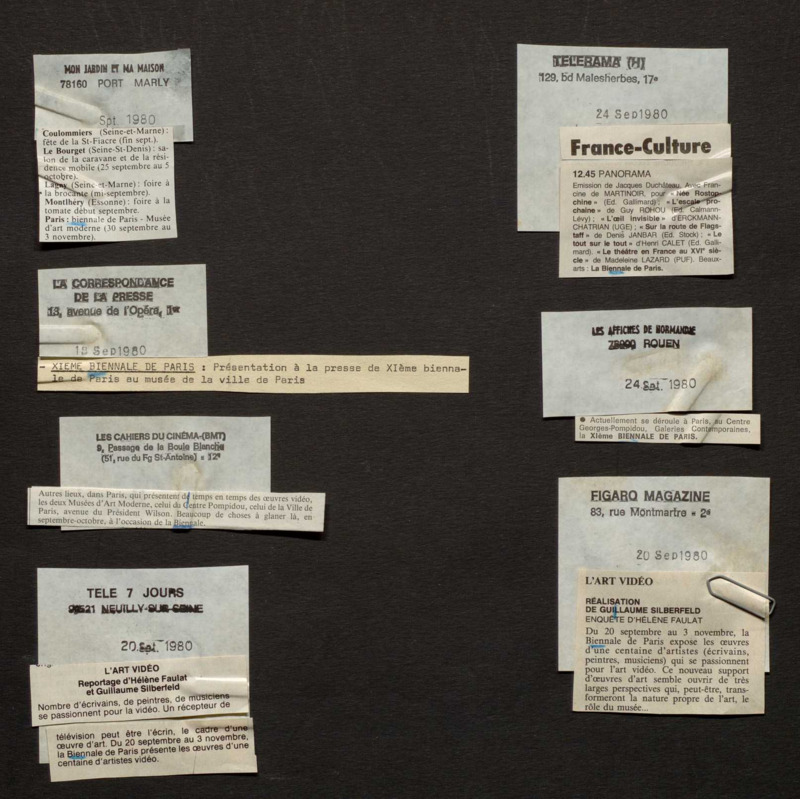 MON JARDIN ET MA MAISON
78160 PORT MARLY
Spt. 1980
Coulommiers (Seine-et-Marne) :
fête de la St-Fiacre (fin sept.).
Le Bourget (Seine-St-Denis) : sa-
lon de la caravane et de la rési-
dence mobile (25 septembre au 5
octobre).
Lagny (Seine-et-Marne) : foire à
la brocante (mi-septembre).
Montlhéry (Essonne) : foire à la
tomate début septembre.
Paris : biennale de Paris - Musée
d'art moderne (30 septembre au
3 novembre).
LA CORRESPONDANCE
DE LA PRESSE
13, avenue de l'Opéra, 1er
Sep 1980
- XIEME BIENNALE DE PARIS : Présentation à la presse de XIème bienna-
le de Paris au musée de la ville de Paris
LES CAHIERS DU CINÉMA-(BMT)
9, Passage de la Boule Blanche
(51, rue du Fg St-Antoine) - 12e
Autres lieux, dans Paris, qui présentent de temps en temps des œuvres vidéo,
les deux Musées d'Art Moderne, celui du Centre Pompidou, celui de la Ville de
Paris, avenue du Président Wilson. Beaucoup de choses à glaner là, en
septembre-octobre, à l'occasion de la Biennale.
TELE 7 JOURS
NEUILLY-SUR-SEINE
20 Spt. 1980
L'ART VIDÉO
Reportage d'Hélène Faulat
et Guillaume Silberfeld
Nombre d'écrivains, de peintres, de musiciens
se passionnent pour la vidéo. Un récepteur de
télévision peut être l'écrin, le cadre d'une
œuvre d'art. Du 20 septembre au 3 novembre,
la Biennale de Paris présente les œuvres d'une
centaine d'artistes vidéo.
TELERAMA (H)
129, bd Malesherbes, 17e
24 Sep 1980
France-Culture
12.45 PANORAMA
Emission de Jacques Duchâteau. Avec Fran-
cine de MARTINOIR, pour « Née Rostop-
chine » (Ed. Gallimard) ; « L'escale pro-
chaine » de Guy ROHOU (Ed. Calmann-
Lévy) ; « L'œil invisible » d'ERCKMANN-
CHATRIAN (UGE) ; « Sur la route de Flags-
taff » de Denis JANBAR (Ed. Stock) ; « Le
tout sur le tout » d'Henri CALET (Ed. Galli-
mard). « Le théâtre en France au XVIe siè-
cle » de Madeleine LAZARD (PUF). Beaux-
arts : La Biennale de Paris.
LES AFFICHES DE NORMANDIE
ROUEN
24 Spt. 1980
● Actuellement se déroule à Paris, au Centre
Georges-Pompidou, Galeries Contemporaines,
la XIème BIENNALE DE PARIS.
FIGARO MAGAZINE
83, rue Montmartre - 2e
20 Sep 1980
L'ART VIDÉO
RÉALISATION
DE GUILLAUME SILBERFELD
ENQUÊTE D'HÉLÈNE FAULAT
Du 20 septembre au 3 novembre, la
Biennale de Paris expose les œuvres
d'une centaine d'artistes (écrivains,
peintres, musiciens) qui se passionnent
pour l'art vidéo. Ce nouveau support
d'œuvres d'art semble ouvrir de très
larges perspectives qui, peut-être, trans-
formeront la nature propre de l'art, le
rôle du musée...